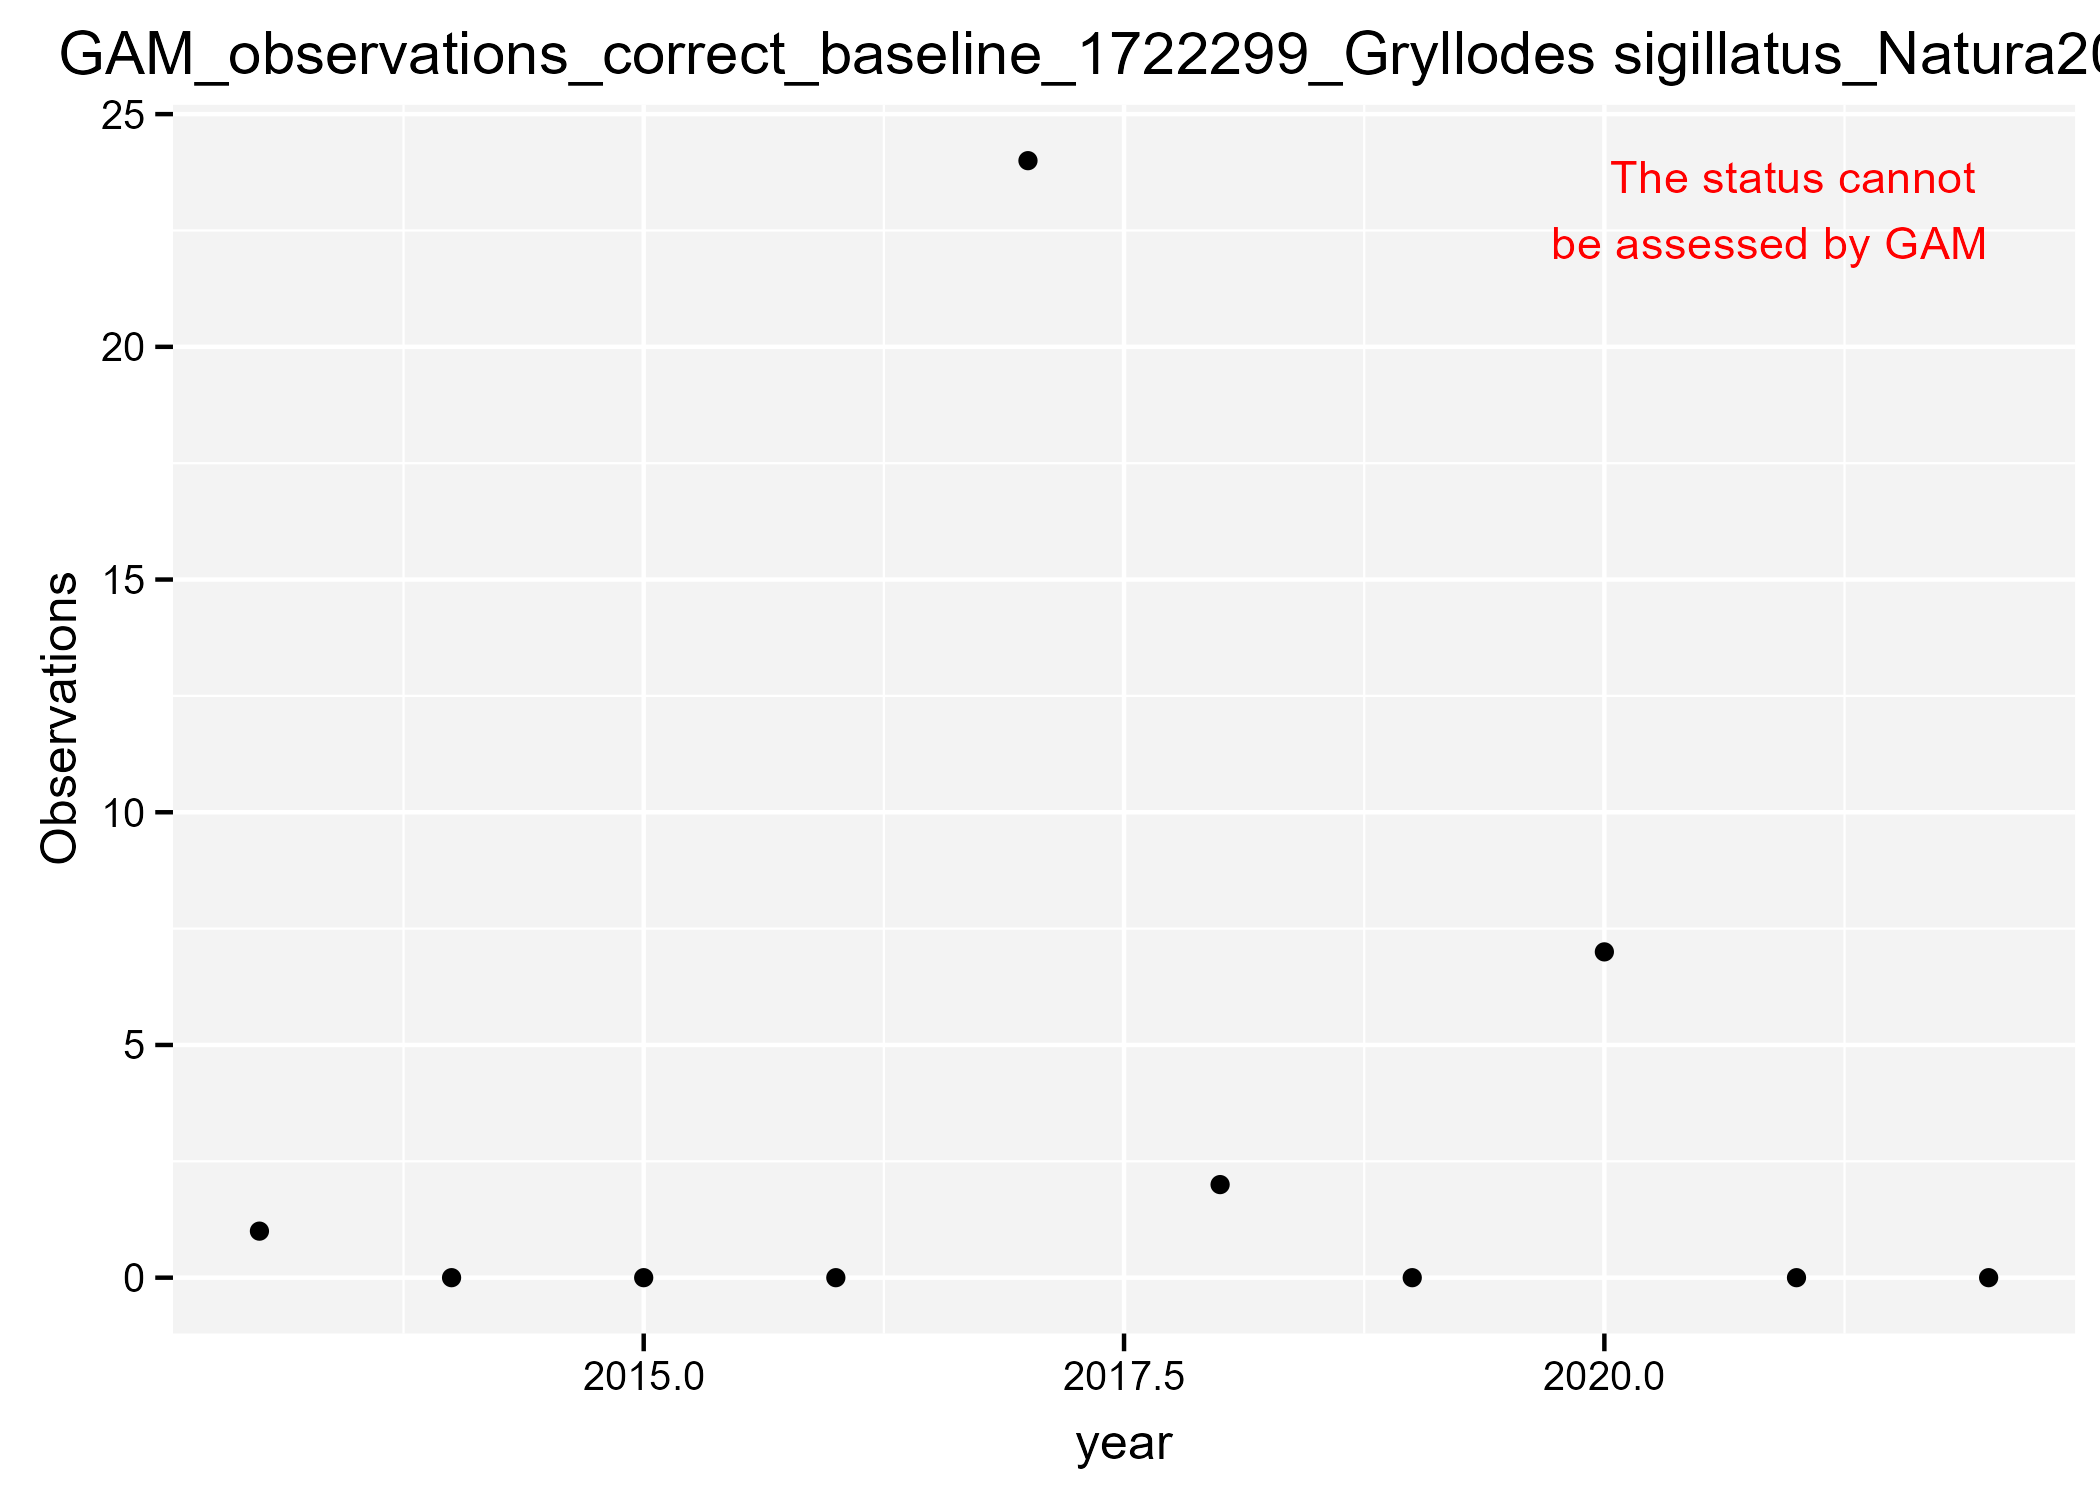 GAM_observations_correct_baseline_1722299_Gryllodes sigillatus_Natura20
25
The status cannot
be assessed by GAM
20
15
10
5
0
Observations
2015.0 2017.5 2020.0
year